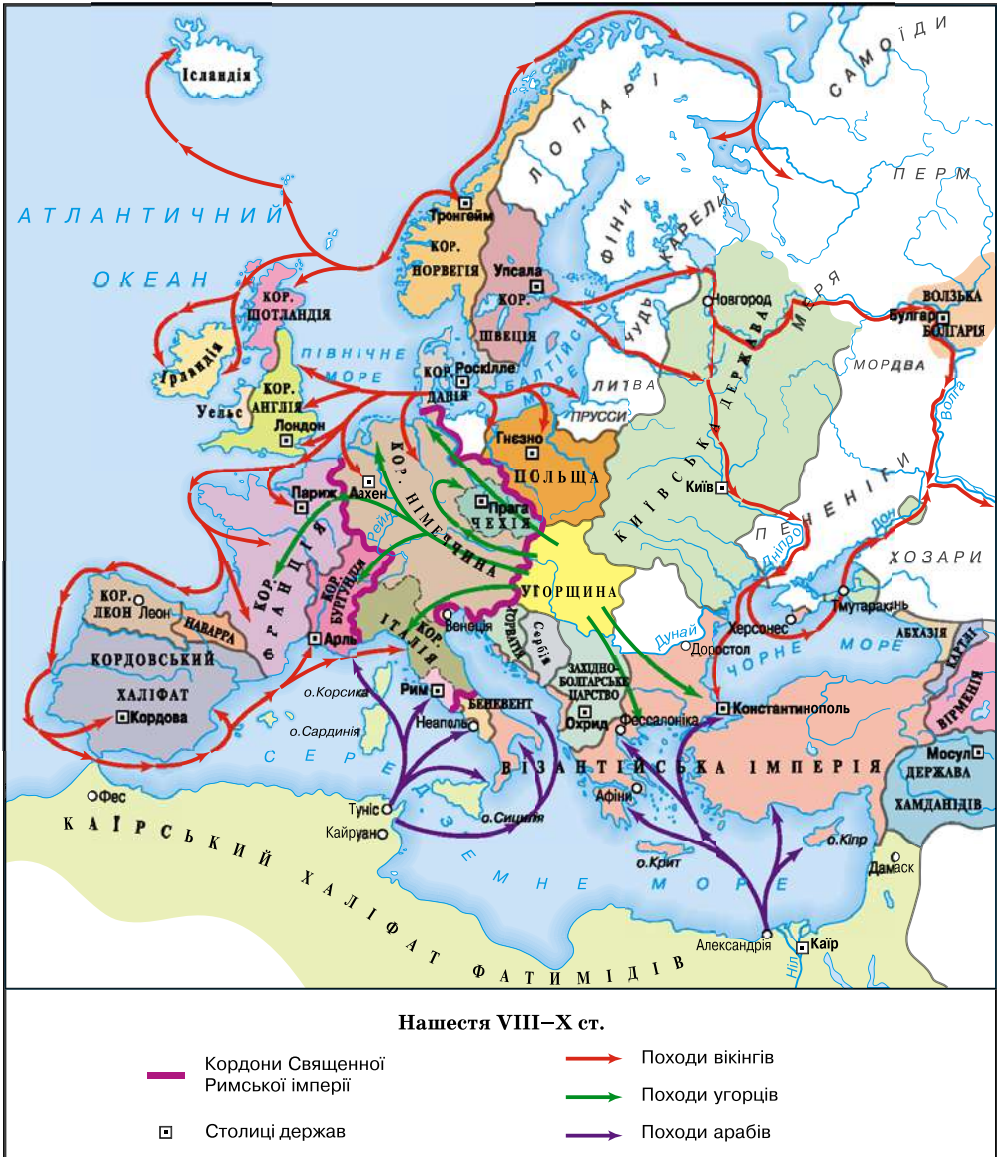 Ісландія
САМОЇДИ
ЛОПАРІ
ПЕРМ
АТЛАНТИЧНИЙ
ОКЕАН
Тронгейм
КОР.
НОРВЕГІЯ
ФІНИ
КАРЕЛИ
Упсала
КОР.
ШВЕЦІЯ
КОР.
ШОТЛАНДІЯ
Новгород
МЕРЯ
ВОЛЗЬКА
Булгар
БОЛГАРІЯ
ЧУДЬ
Ірландія
ПІВНІЧНЕ
МОРЕ
КОР.
ДАНІЯ
Роскілле
БАЛТІЙСЬКЕ
МОРЕ
ЛИТВА
ПРУССИ
МОРДВА
Волга
КОР.
АНГЛІЯ
Уельс
Лондон
Гнєзно
ПОЛЬЩА
КИЇВСЬКА ДЕРЖАВА
Київ
Париж
Аахен
КОР. НІМЕЧЧИНА
Прага
ЧЕХІЯ
Рейн
ПЕЧЕНІГИ
Дніпро
Дон
ХОЗАРИ
КОР. ФРАНЦІЯ
КОР.
БУРГУНДІЯ
УГОРЩИНА
КОР.
ЛЕОН
Леон
НАВАРРА
Арль
КОР.
ІТАЛІЯ
Венеція
ХОРВАТІЯ
Сербія
Дунай
Доростол
Херсонес
Тмутаракань
АБХАЗІЯ
КАРТВЕЛІ
ЧОРНЕ МОРЕ
КОРДОВСЬКИЙ
ХАЛІФАТ
Кордова
о.Корсика
Рим
БЕНЕВЕНТ
Неаполь
ЗАХІДНО-
БОЛГАРСЬКЕ
ЦАРСТВО
Охрид
Фессалоніка
Константинополь
ВІРМЕНІЯ
о.Сардинія
ВІЗАНТІЙСЬКА ІМПЕРІЯ
Мосул
ДЕРЖАВА
ХАМДАНІДІВ
Фес
Туніс
Кайруан
о.Сицилія
Афіни
о.Крит
о.Кіпр
Дамаск
СЕРЕДЗЕМНЕ МОРЕ
КАЇРСЬКИЙ ХАЛІФАТ ФАТИМІДІВ
Александрія
Каїр
Ніл
Нашестя VIII–X ст.
Кордони Священної
Римської імперії
Столиці держав
Походи вікінгів
Походи угорців
Походи арабів